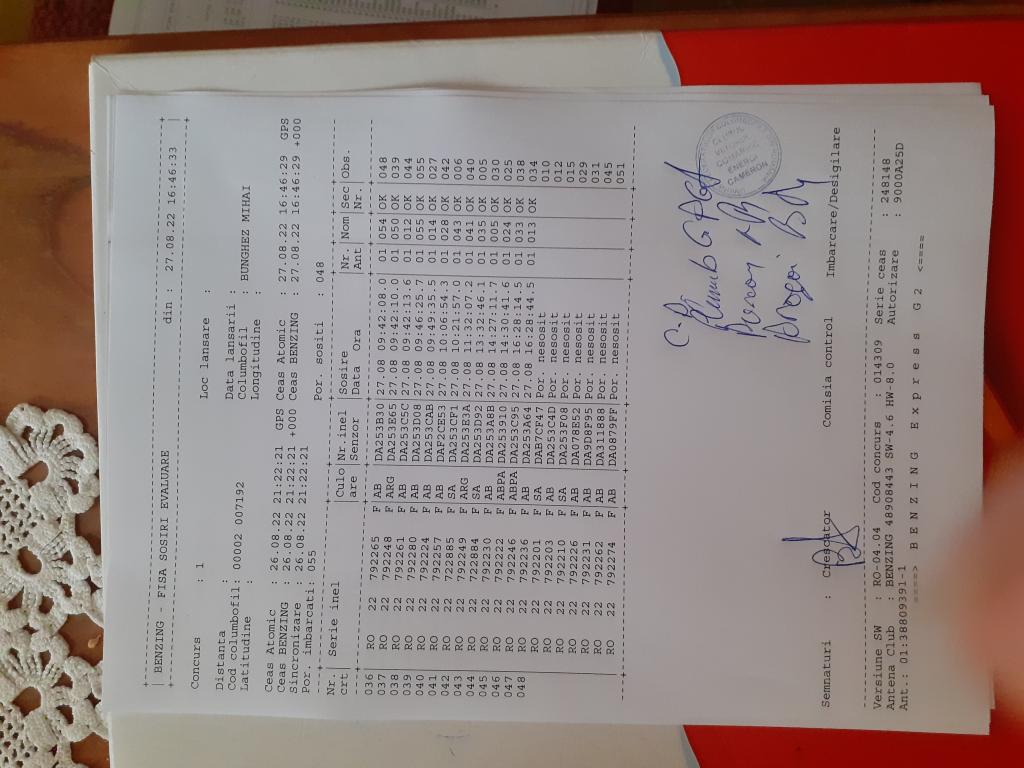 BENZING - FISA SOSIRI EVALUARE din : 27.08.22 16:46:33
Concurs : 1 Loc lansare :
Distanta : Data lansarii :
Cod columbofil: 00002 007192 Columbofil : BUNGHEZ MIHAI
Latitudine : Longitudine :
Ceas Atomic : 26.08.22 21:22:21 GPS Ceas Atomic : 27.08.22 16:46:29 GPS
Ceas BENZING : 26.08.22 21:22:21 +000 Ceas BENZING : 27.08.22 16:46:29 +000
Sincronizare : 26.08.22 21:22:21
Por. imbarcati: 055 Por. sositi : 048
Nr. Serie inel Culo Nr.inel Sosire Nr. Nom Sec Obs.
crt are Senzor Data Ora Ant Nr.
036 RO 22 792265 F AB DA253B30 27.08 09:42:08.0 01 054 OK 048
037 RO 22 792248 F ARG DA253E65 27.08 09:42:10.0 01 050 OK 039
038 RO 22 792261 F AB DA253C5C 27.08 09:42:13.6 01 012 OK 044
039 RO 22 792280 F AB DA253D08 27.08 09:46:25.7 01 055 OK 055
040 RO 22 792224 F AB DA253CAB 27.08 09:49:35.5 01 014 OK 027
041 RO 22 792257 F AB DAF2CE53 27.08 10:06:54.3 01 028 OK 042
042 RO 22 722885 F SA DA253CF1 27.08 10:21:57.0 01 043 OK 006
043 RO 22 792249 F ARG DA253E3A 27.08 11:32:07.2 01 041 OK 040
044 RO 22 722884 F SA DA253D92 27.08 13:32:46.1 01 035 OK 005
045 RO 22 792230 F AB DA253A8B 27.08 14:27:11.7 01 005 OK 030
046 RO 22 792222 F ABPA DA253910 27.08 14:30:41.6 01 024 OK 025
047 RO 22 792246 F ABPA DA253C95 27.08 16:28:14.5 01 033 OK 038
048 RO 22 792236 F AB DA253A64 27.08 16:28:44.5 01 013 OK 034
RO 22 792201 F SA DAB7CF47 Por. nesosit 010
RO 22 792203 F AB DA253C4D Por. nesosit 012
RO 22 792210 F SA DA253F08 Por. nesosit 015
RO 22 792226 F AB DA078E52 Por. nesosit 029
RO 22 792231 F AB DA9D8F95 Por. nesosit 031
RO 22 792262 F AB DA311B88 Por. nesosit 045
RO 22 792274 F AB DA0879FF Por. nesosit 051
ENERGI
CAMERON
Semnaturi : Crescator Comisia control Imbarcare/Desigilare
Versiune SW : RO-04.04 Cod concurs : 014309 Serie ceas : 248148
Antena Club : BENZING 48908443 SW-4.6 HW-8.0 Autorizare : 9000A25D
Ant.: 01:38809391-1
====> BENZING Express G2 <====